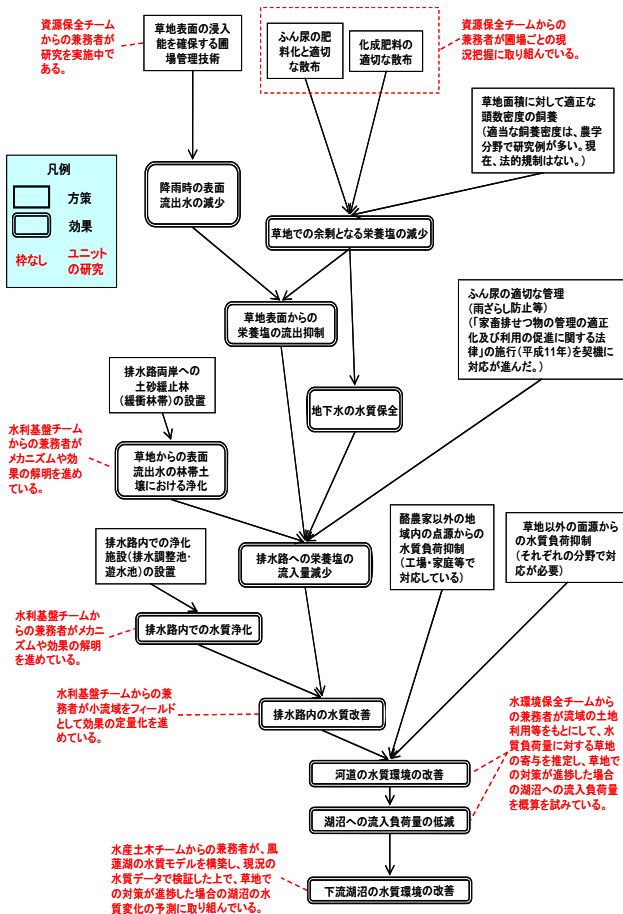 資源保全チーム
からの兼務者が
研究を実施中で
ある。
草地表面の浸入
能を確保する圃
場管理技術
ふん尿の肥
料化と適切
な散布
化成肥料の
適切な散布
資源保全チームからの
兼務者が圃場ごとの現
況把握に取り組んでいる。
草地面積に対して適正な
頭数密度の飼養
(適当な飼養密度は、農学
分野で研究例が多い。現
在、法的規制はない。)
凡例
方策
効果
枠なし
ユニット
の研究
降雨時の表面
流出水の減少
草地での余剰となる栄養塩の減少
草地表面からの
栄養塩の流出抑制
ふん尿の適切な管理
(雨ざらし防止等)
(「家畜排せつ物の管理の適正
化及び利用の促進に関する法
律」の施行(平成11年)を契機に
対応が進んだ。)
排水路両岸への
土砂緩止林
(緩衝林帯)の設置
地下水の水質保全
水利基盤チーム
からの兼務者が
メカニズムや効
果の解明を進め
ている。
草地からの表面
流出水の林帯土
壌における浄化
排水路内での浄化
施設(排水調整池・
遊水池)の設置
排水路への栄養塩の
流入量減少
酪農家以外の地
域内の点源からの
水質負荷抑制
(工場・家庭等で
対応している)
草地以外の面源から
の水質負荷抑制
(それぞれの分野で対
応が必要)
水利基盤チームか
らの兼務者がメカニ
ズムや効果の解明
を進めている。
排水路内での水質浄化
水利基盤チームからの兼
務者が小流域をフィールド
として効果の定量化を
進めている。
排水路内の水質改善
水環境保全チームから
の兼務者が流域の土地
利用等をもとにして、水
質負荷量に対する草地
の寄与を推定し、草地で
の対策が進捗した場合
の湖沼への流入負荷量
を概算を試みている。
河道の水質環境の改善
湖沼への流入負荷量の低減
水産土木チームからの兼務者が、風
蓮湖の水質モデルを構築し、現況の
水質データで検証した上で、草地で
の対策が進捗した場合の湖沼の水
質変化の予測に取り組んでいる。
下流湖沼の水質環境の改善